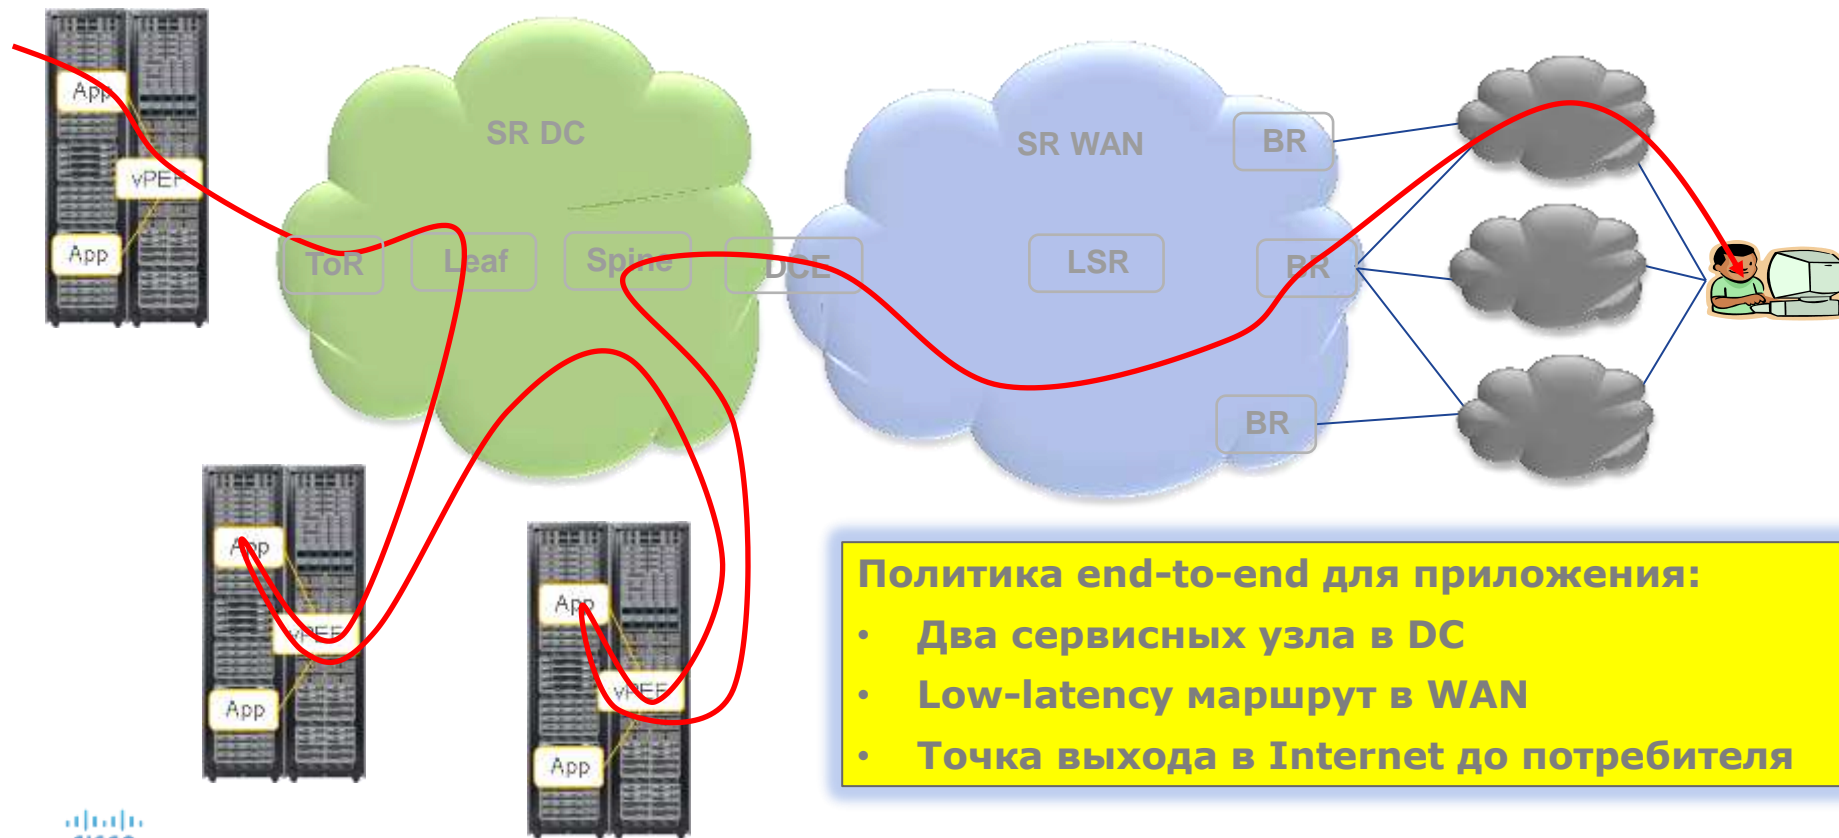 App
vPEF
App
SR DC
ToR
Leaf
Spine
DCE
SR WAN
LSR
BR
BR
BR
App
vPEF
App
App
vPEF
App
Политика end-to-end для приложения:
• Два сервисных узла в DC
• Low-latency маршрут в WAN
• Точка выхода в Internet до потребителя